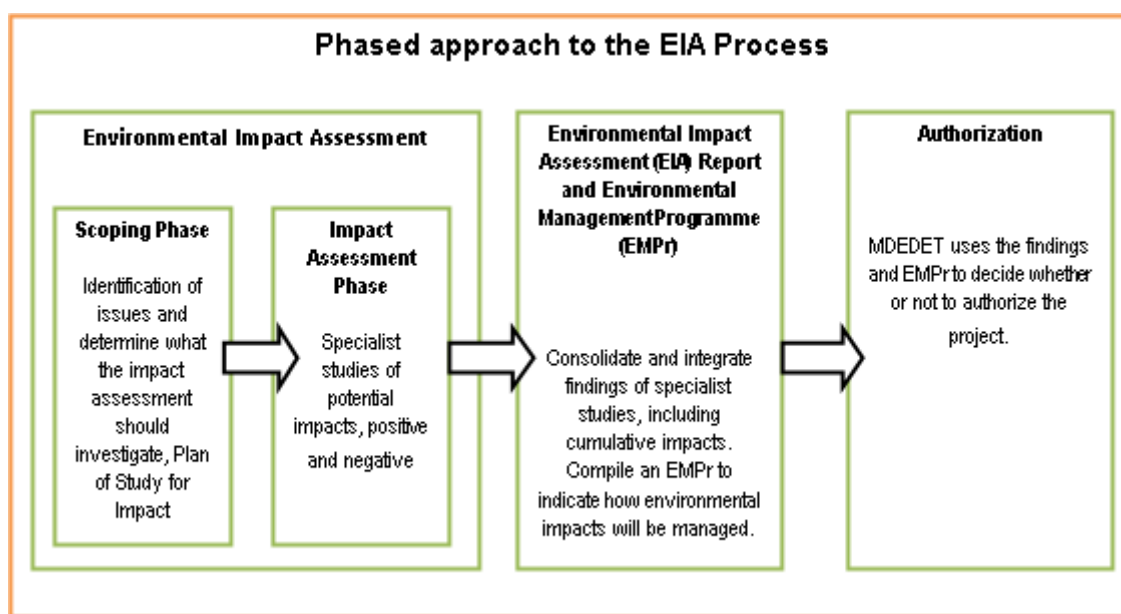 Phased approach to the EIA Process
Environmental Impact Assessment
Scoping Phase
Identification of
issues and
determine what
the impact
assessment
should
investigate, Plan
of Study for
Impact
Impact
Assessment
Phase
Specialist
studies of
potential
impacts, positive
and negative
Environmental Impact
Assessment (EIA) Report
and Environmental
Management Programme
(EMPr)
Consolidate and integrate
findings of specialist
studies, including
cumulative impacts.
Compile an EMPr to
indicate how environmental
impacts will be managed.
Authorization
MDEDET uses the findings
and EMPr to decide whether
or not to authorize the
project.